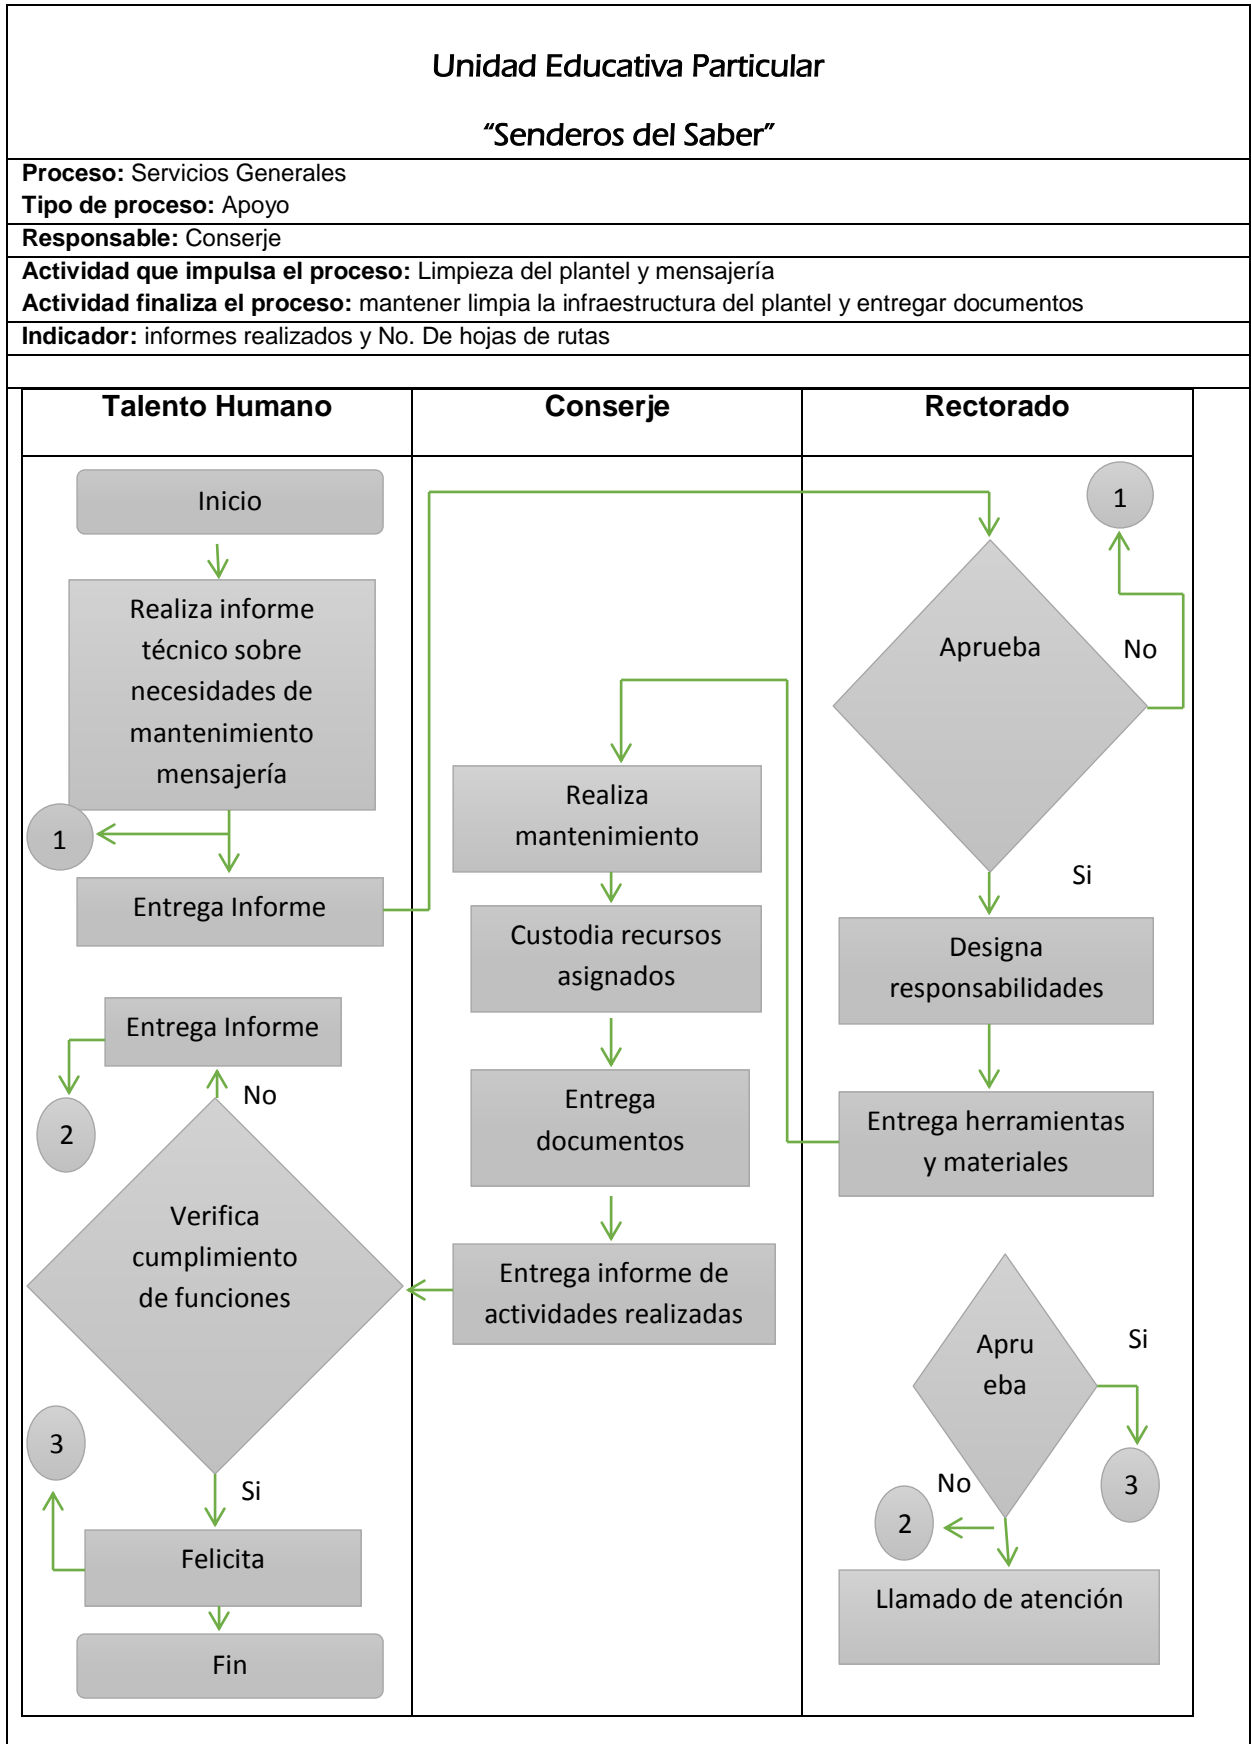 Unidad Educativa Particular
“Senderos del Saber”
Proceso: Servicios Generales
Tipo de proceso: Apoyo
Responsable: Conserje
Actividad que impulsa el proceso: Limpieza del plantel y mensajería
Actividad finaliza el proceso: mantener limpia la infraestructura del plantel y entregar documentos
Indicador: informes realizados y No. De hojas de rutas
Talento Humano
Inicio
Realiza informe
técnico sobre
necesidades de
mantenimiento
mensajería
1
Entrega Informe
Entrega Informe
No
2
Verifica
cumplimiento
de funciones
3
Si
Felicita
Fin
Conserje
Realiza
mantenimiento
Custodia recursos
asignados
Entrega
documentos
Entrega informe de
actividades realizadas
Rectorado
1
Aprueba
No
Si
Designa
responsabilidades
Entrega herramientas
y materiales
Apru
eba
Si
No
3
2
Llamado de atención